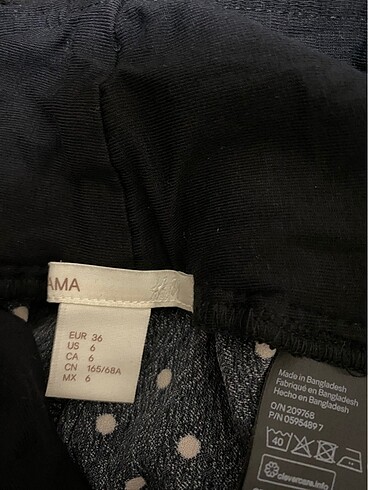 AMA
EUR 36
US 6
CA 6
CN 165/68A
MX 6
Made in Bangladesh
Fabriqué en Bangladesh
Hecho en Bangladesh
O/N 209768
P/N 0595489 7
40
clevercare.info